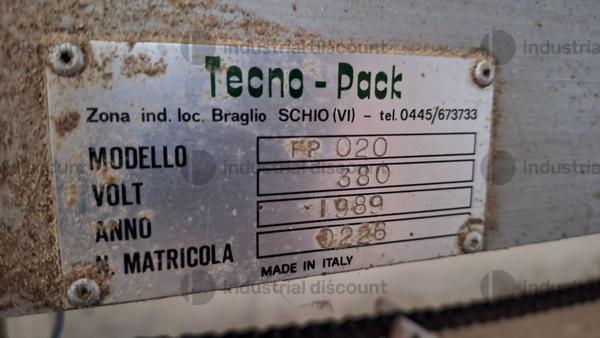 Tecno - Pack
Zona ind. loc. Braglio SCHIO (VI) - tel. 0445/673733
MODELLO FP 020
VOLT 380
ANNO 1989
N. MATRICOLA 0226
MADE IN ITALY
industrial discount